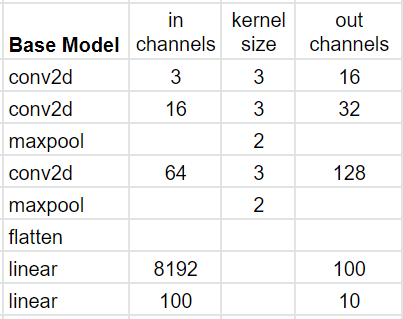 Base Model in channels kernel size out channels
conv2d 3 3 16
conv2d 16 3 32
maxpool 2
conv2d 64 3 128
maxpool 2
flatten
linear 8192 100
linear 100 10